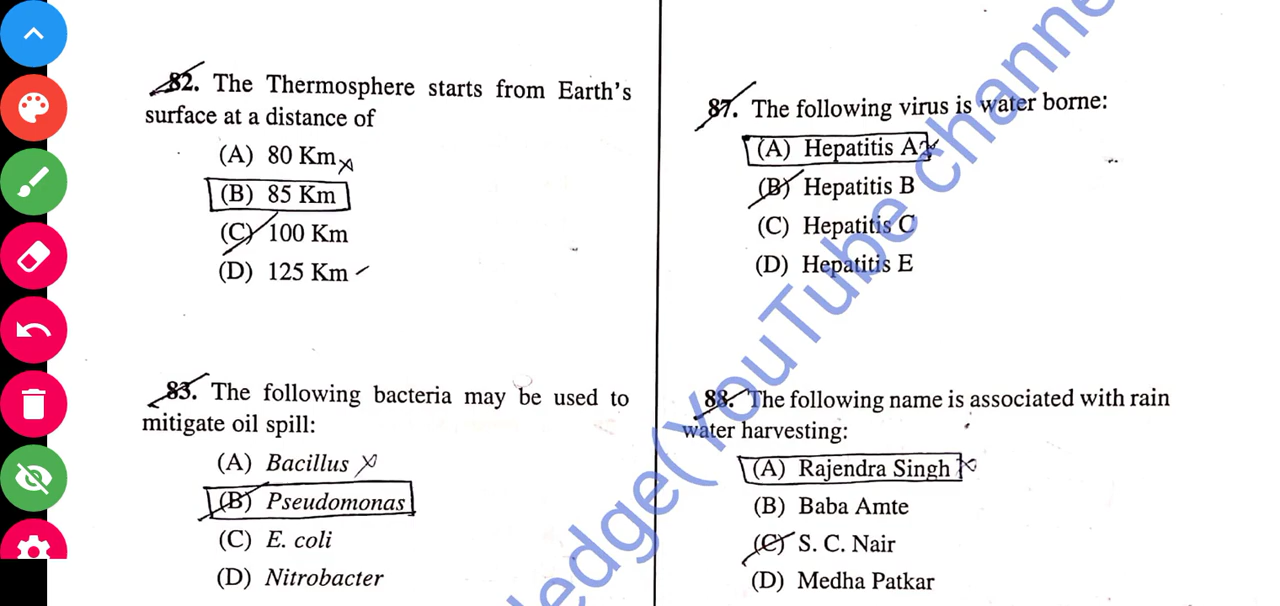 82. The Thermosphere starts from Earth's
surface at a distance of
(A) 80 Km
(B) 85 Km
(C) 100 Km
(D) 125 Km
83. The following bacteria may be used to
mitigate oil spill:
(A) Bacillus
(B) Pseudomonas
(C) E. coli
(D) Nitrobacter
87. The following virus is water borne:
(A) Hepatitis A
(B) Hepatitis B
(C) Hepatitis C
(D) Hepatitis E
88. The following name is associated with rain
water harvesting:
(A) Rajendra Singh
(B) Baba Amte
(C) S. C. Nair
(D) Medha Patkar
(YouTube